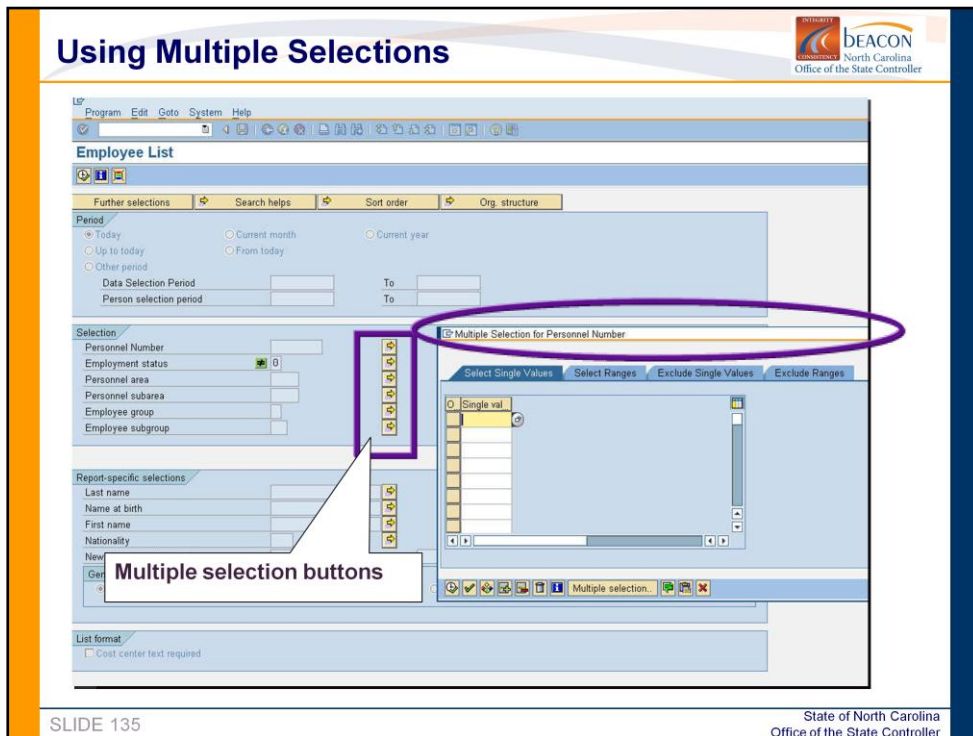 Using Multiple Selections
INTEGRITY
CONSISTENCY
bEACON
North Carolina
Office of the State Controller
Program Edit Goto System Help
Employee List
Further selections Search helps Sort order Org. structure
Period
Today Current month Current year
Up to today From today
Other period
Data Selection Period To
Person selection period To
Selection
Personnel Number
Employment status 0
Personnel area
Personnel subarea
Employee group
Employee subgroup
Multiple Selection for Personnel Number
Select Single Values Select Ranges Exclude Single Values Exclude Ranges
O.. Single val...
Report-specific selections
Last name
Name at birth
First name
Nationality
New
Gen
Multiple selection buttons
Multiple selection..
List format
Cost center text required
SLIDE 135
State of North Carolina
Office of the State Controller